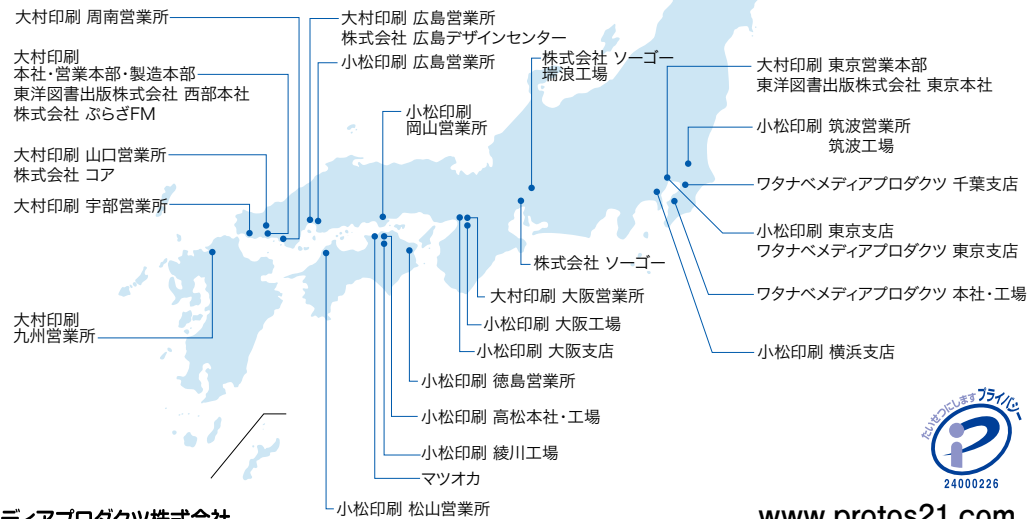 大村印刷 周南営業所
大村印刷
本社・営業本部・製造本部
東洋図書出版株式会社 西部本社
株式会社 ぷらざFM
大村印刷 山口営業所
株式会社 コア
大村印刷 宇部営業所
大村印刷
九州営業所
大村印刷 広島営業所
株式会社 広島デザインセンター
小松印刷 広島営業所
小松印刷
岡山営業所
株式会社 ソーゴー
瑞浪工場
大村印刷 東京営業本部
東洋図書出版株式会社 東京本社
小松印刷 筑波営業所
筑波工場
ワタナベメディアプロダクツ 千葉支店
小松印刷 東京支店
ワタナベメディアプロダクツ 東京支店
ワタナベメディアプロダクツ 本社・工場
小松印刷 横浜支店
株式会社 ソーゴー
大村印刷 大阪営業所
小松印刷 大阪工場
小松印刷 大阪支店
小松印刷 徳島営業所
小松印刷 高松本社・工場
小松印刷 綾川工場
マツオカ
小松印刷 松山営業所
たいせつにします プライバシー
24000226
ディアプロダクツ株式会社
www.protos21.com